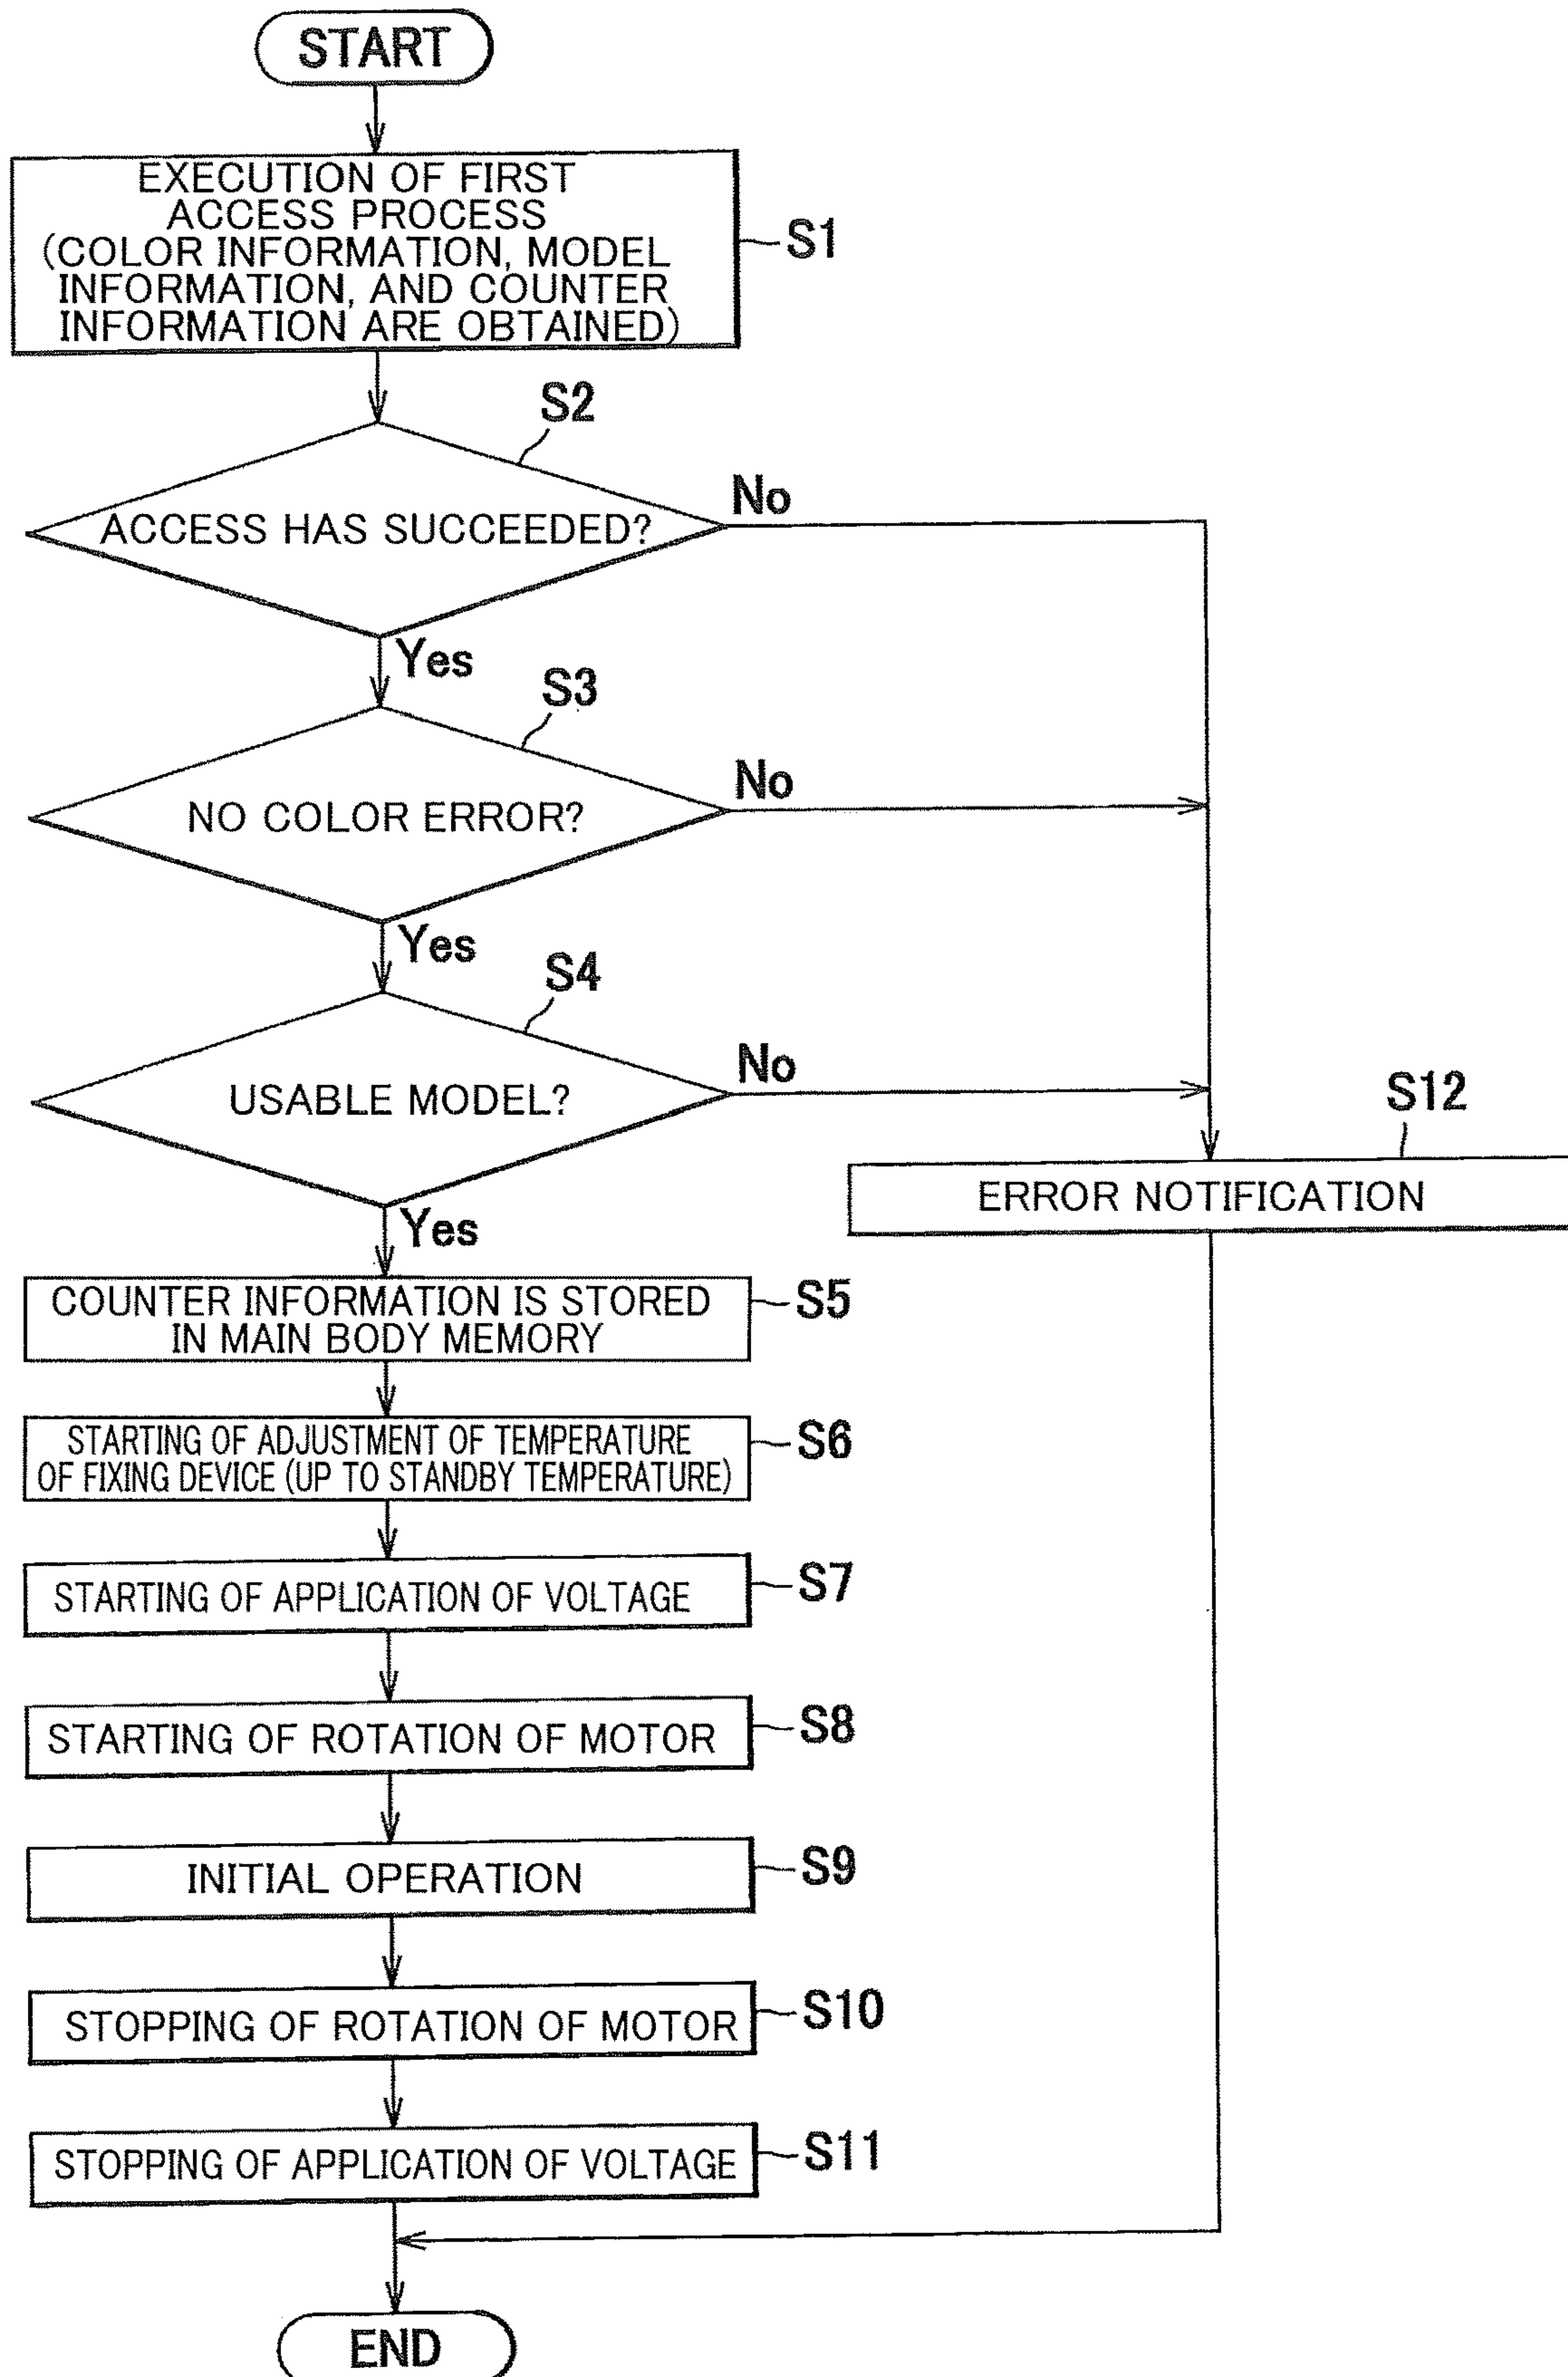 START
EXECUTION OF FIRST
ACCESS PROCESS
(COLOR INFORMATION, MODEL
INFORMATION, AND COUNTER
INFORMATION ARE OBTAINED)
S1
S2
ACCESS HAS SUCCEEDED?
No
Yes
S3
NO COLOR ERROR?
No
Yes
S4
USABLE MODEL?
No
Yes
S12
ERROR NOTIFICATION
COUNTER INFORMATION IS STORED
IN MAIN BODY MEMORY
S5
STARTING OF ADJUSTMENT OF TEMPERATURE
OF FIXING DEVICE (UP TO STANDBY TEMPERATURE)
S6
STARTING OF APPLICATION OF VOLTAGE
S7
STARTING OF ROTATION OF MOTOR
S8
INITIAL OPERATION
S9
STOPPING OF ROTATION OF MOTOR
S10
STOPPING OF APPLICATION OF VOLTAGE
S11
END